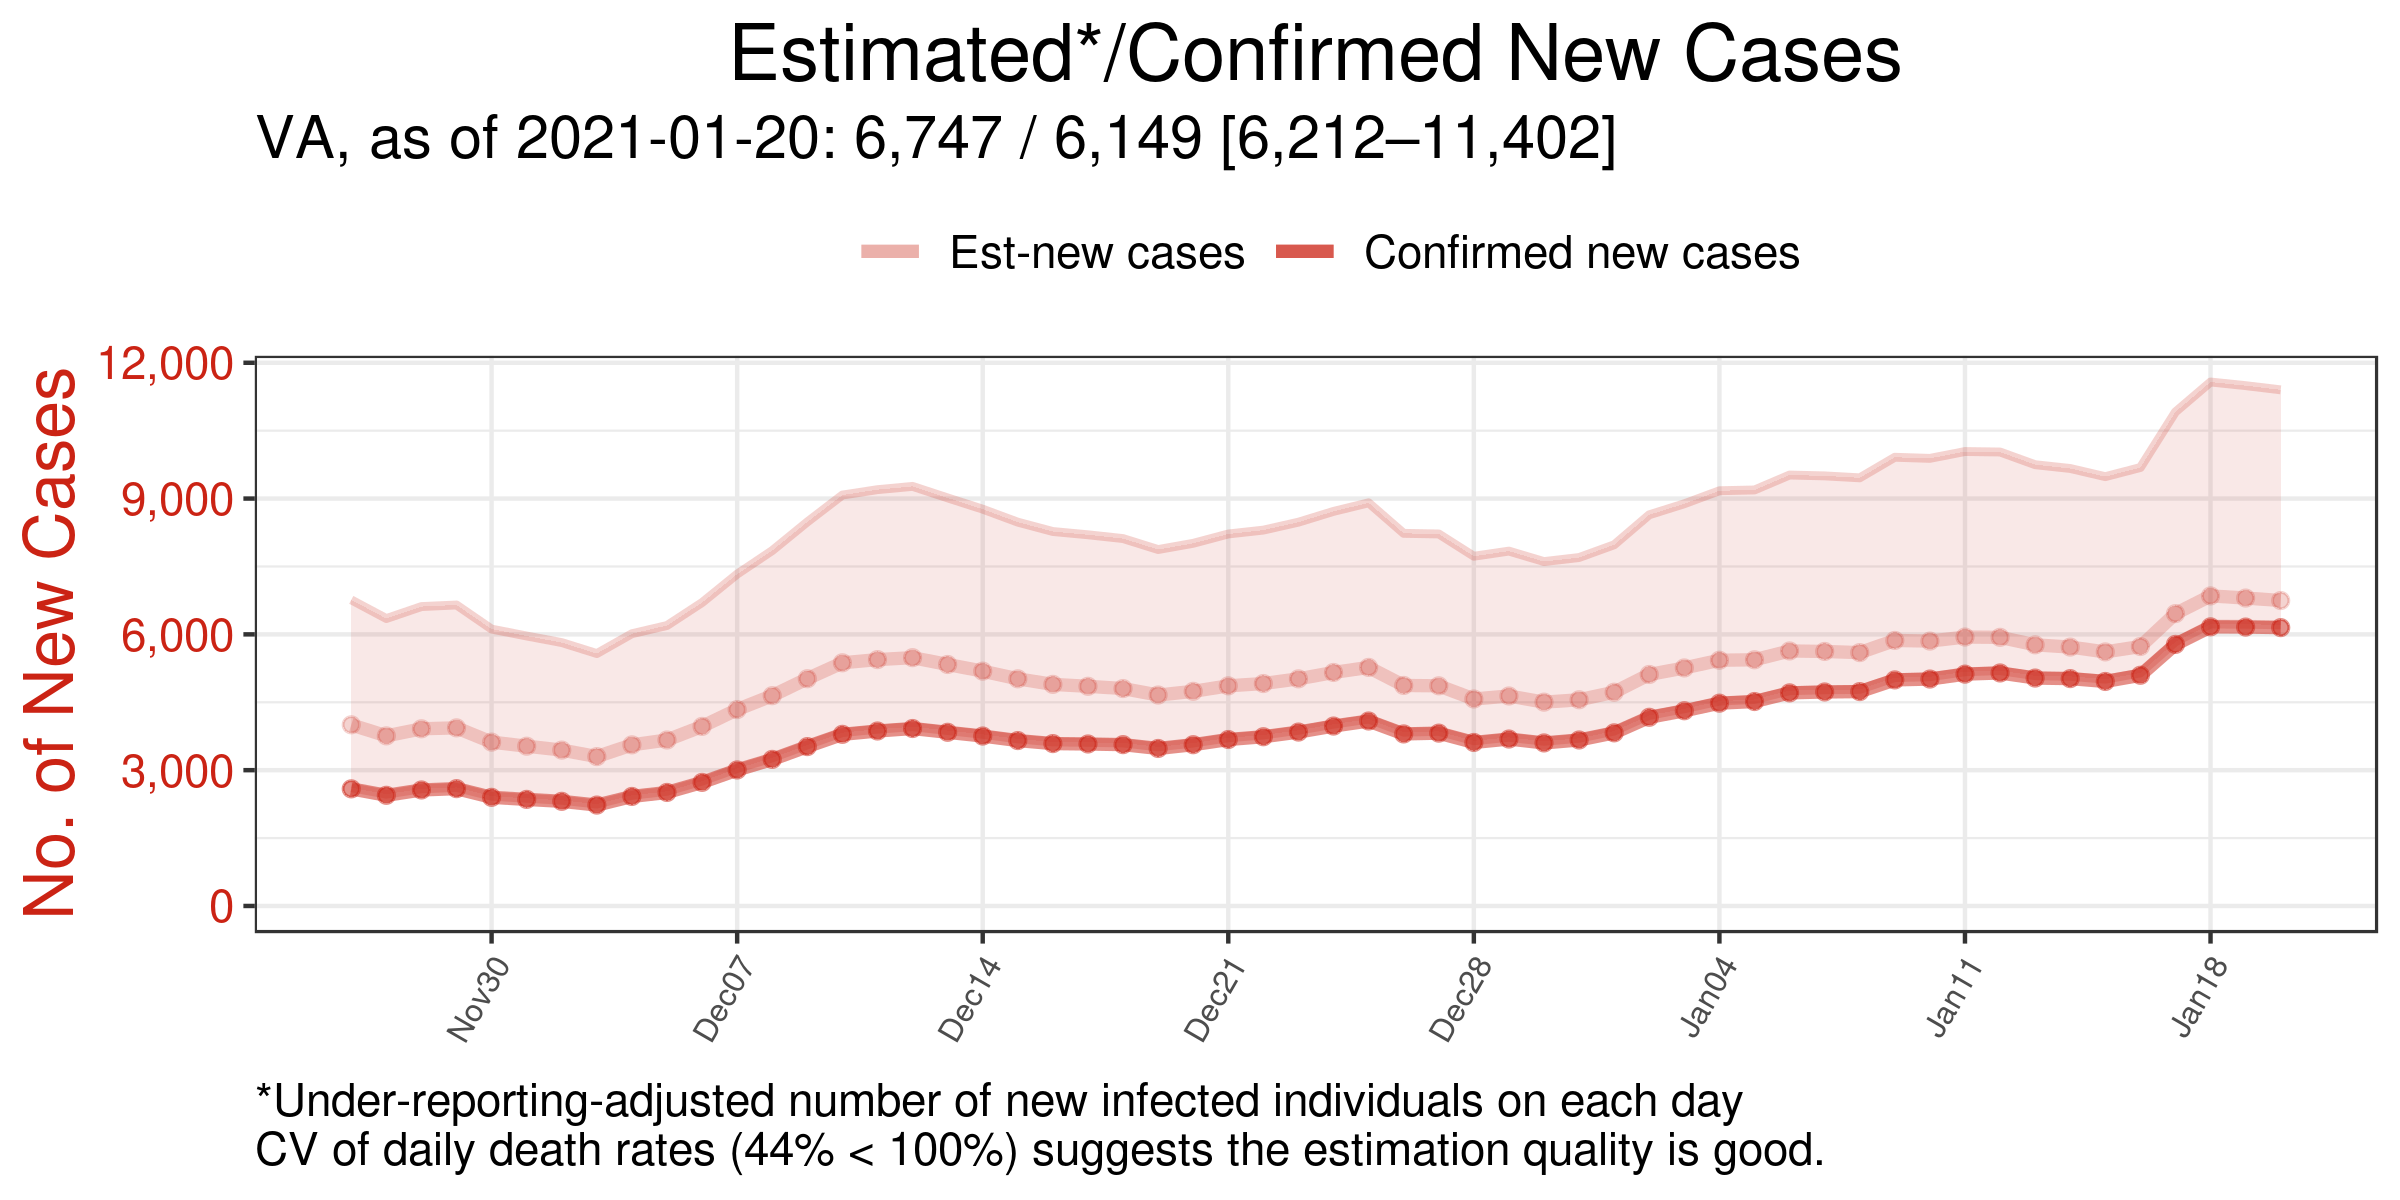 Estimated*/Confirmed New Cases
VA, as of 2021-01-20: 6,747 / 6,149 [6,212–11,402]
Est-new cases
Confirmed new cases
No. of New Cases
12,000
9,000
6,000
3,000
0
Nov30
Dec07
Dec14
Dec21
Dec28
Jan04
Jan11
Jan18
*Under-reporting-adjusted number of new infected individuals on each day
CV of daily death rates (44% < 100%) suggests the estimation quality is good.